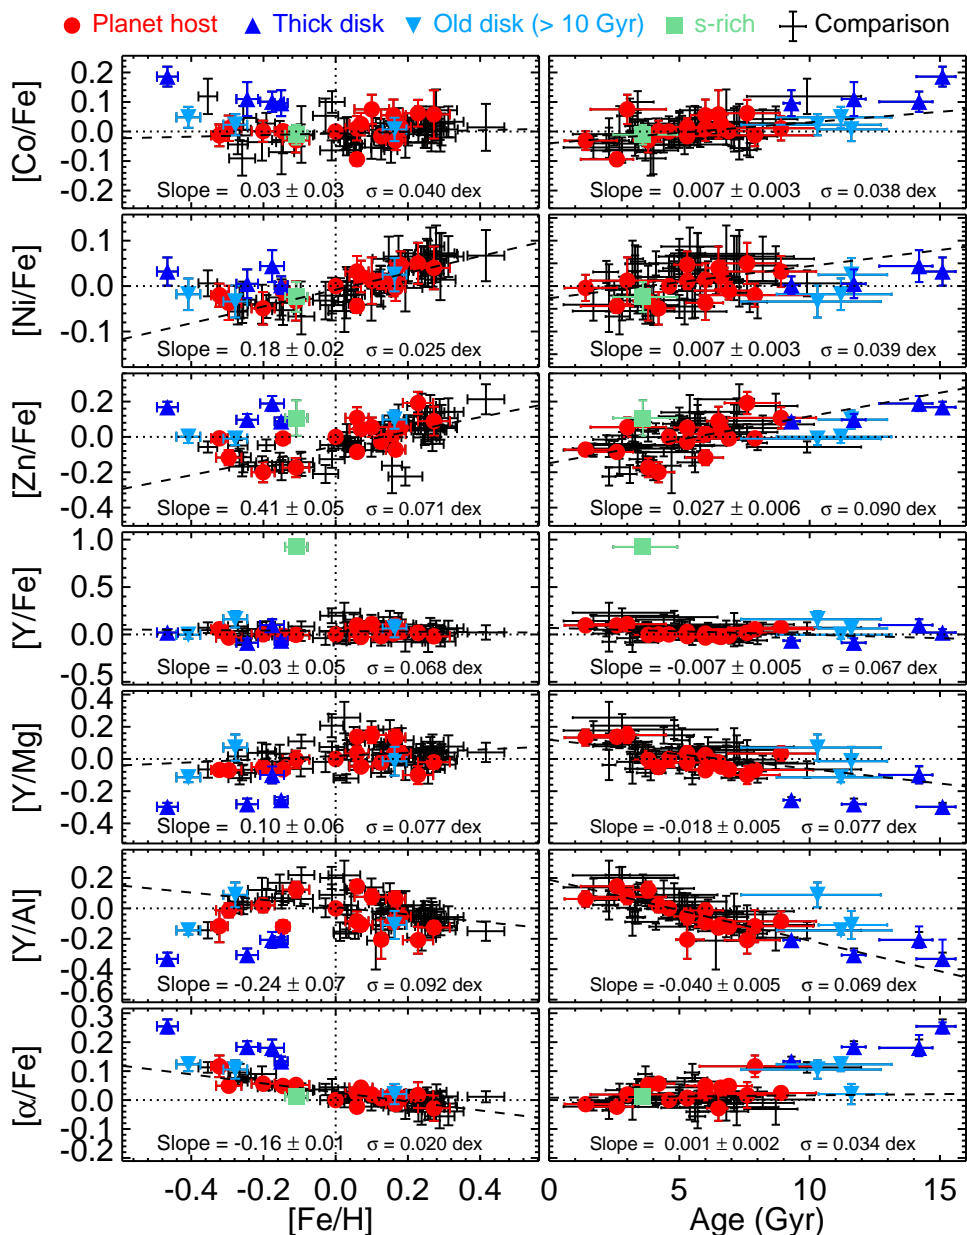 Planet host Thick disk Old disk (> 10 Gyr) s-rich Comparison
[Co/Fe]
0.2
0.1
0.0
-0.1
-0.2
Slope = 0.03 ± 0.03 σ = 0.040 dex
Slope = 0.007 ± 0.003 σ = 0.038 dex
[Ni/Fe]
0.1
0.0
-0.1
Slope = 0.18 ± 0.02 σ = 0.025 dex
Slope = 0.007 ± 0.003 σ = 0.039 dex
[Zn/Fe]
0.2
0.0
-0.2
-0.4
Slope = 0.41 ± 0.05 σ = 0.071 dex
Slope = 0.027 ± 0.006 σ = 0.090 dex
[Y/Fe]
1.0
0.5
0.0
-0.5
Slope = -0.03 ± 0.05 σ = 0.068 dex
Slope = -0.007 ± 0.005 σ = 0.067 dex
[Y/Mg]
0.4
0.2
0.0
-0.2
-0.4
Slope = 0.10 ± 0.06 σ = 0.077 dex
Slope = -0.018 ± 0.005 σ = 0.077 dex
[Y/Al]
0.2
0.0
-0.2
-0.4
-0.6
Slope = -0.24 ± 0.07 σ = 0.092 dex
Slope = -0.040 ± 0.005 σ = 0.069 dex
[α/Fe]
0.3
0.2
0.1
0.0
-0.1
-0.2
Slope = -0.16 ± 0.01 σ = 0.020 dex
Slope = 0.001 ± 0.002 σ = 0.034 dex
-0.4 -0.2 0.0 0.2 0.4
0 5 10 15
[Fe/H]
Age (Gyr)